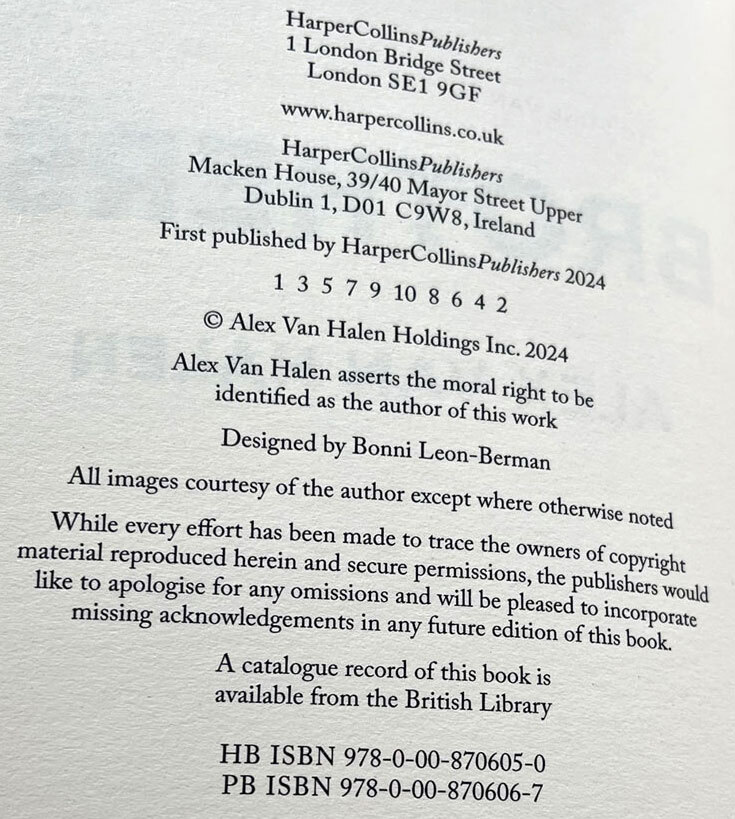 HarperCollinsPublishers
1 London Bridge Street
London SE1 9GF
www.harpercollins.co.uk
HarperCollinsPublishers
Macken House, 39/40 Mayor Street Upper
Dublin 1, D01 C9W8, Ireland
First published by HarperCollinsPublishers 2024
1 3 5 7 9 10 8 6 4 2
© Alex Van Halen Holdings Inc. 2024
Alex Van Halen asserts the moral right to be
identified as the author of this work
Designed by Bonni Leon-Berman
All images courtesy of the author except where otherwise noted
While every effort has been made to trace the owners of copyright
material reproduced herein and secure permissions, the publishers would
like to apologise for any omissions and will be pleased to incorporate
missing acknowledgements in any future edition of this book.
A catalogue record of this book is
available from the British Library
HB ISBN 978-0-00-870605-0
PB ISBN 978-0-00-870606-7